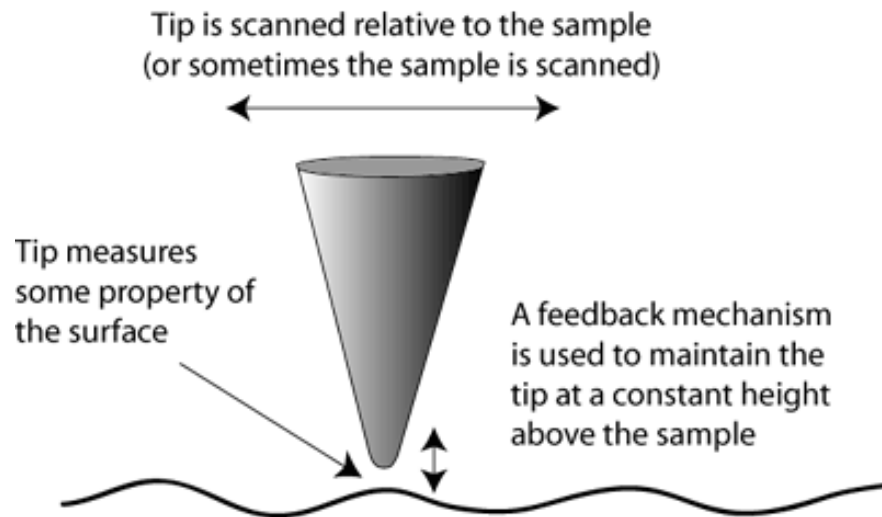 Tip is scanned relative to the sample
(or sometimes the sample is scanned)
Tip measures
some property of
the surface
A feedback mechanism
is used to maintain the
tip at a constant height
above the sample